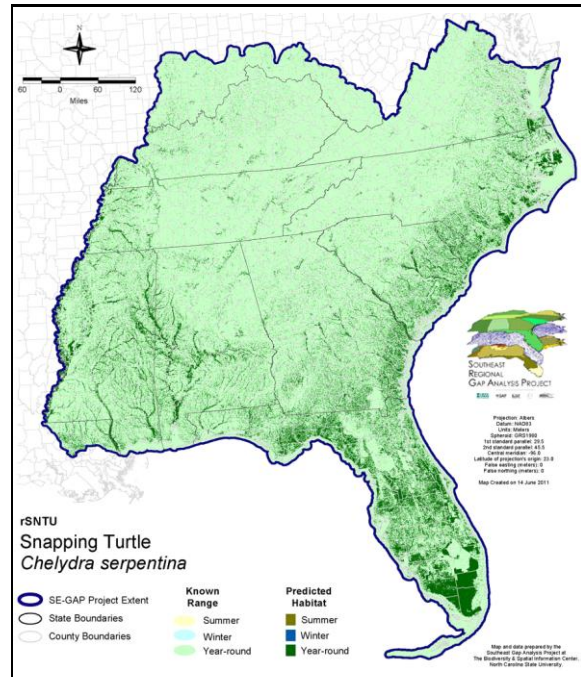 N
60 0 60 120
Miles
SOUTHEAST
REGIONAL
GAP ANALYSIS PROJECT
Projection: Albers
Datum: NAD83
Units: Meters
Spheroid: GRS1980
1st standard parallel: 29.5
2nd standard parallel: 45.5
Central meridian: -96.0
Latitude of projection's origin: 23.0
False easting (meters): 0
False northing (meters): 0
Map Created on 14 June 2011
rSNTU
Snapping Turtle
Chelydra serpentina
SE-GAP Project Extent
State Boundaries
County Boundaries
Known
Range
Summer
Winter
Year-round
Predicted
Habitat
Summer
Winter
Year-round
Map and data prepared by the
Southeast Gap Analysis Project at
The Biodiversity & Spatial Information Center,
North Carolina State University.